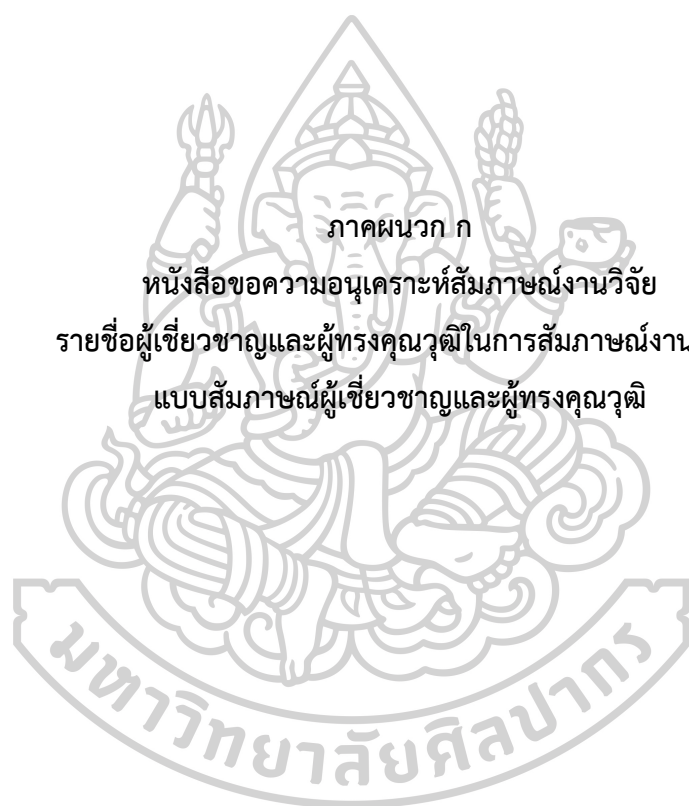 ภาคผนวก ก
หนังสือขอความอนุเคราะห์สัมภาษณ์งานวิจัย
รายชื่อผู้เชี่ยวชาญและผู้ทรงคุณวุฒิในการสัมภาษณ์งาน
แบบสัมภาษณ์ผู้เชี่ยวชาญและผู้ทรงคุณวุฒิ
มหาวิทยาลัยศิลปากร